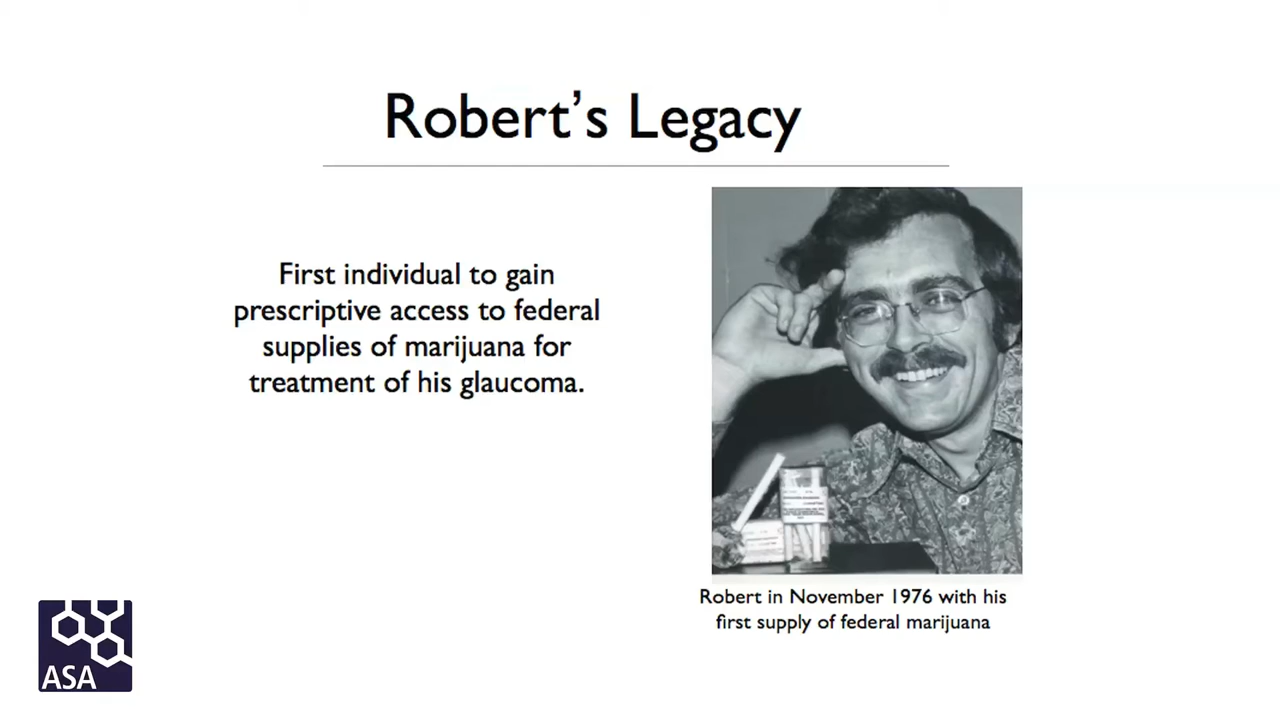 Robert's Legacy
First individual to gain
prescriptive access to federal
supplies of marijuana for
treatment of his glaucoma.
Robert in November 1976 with his
first supply of federal marijuana
ASA